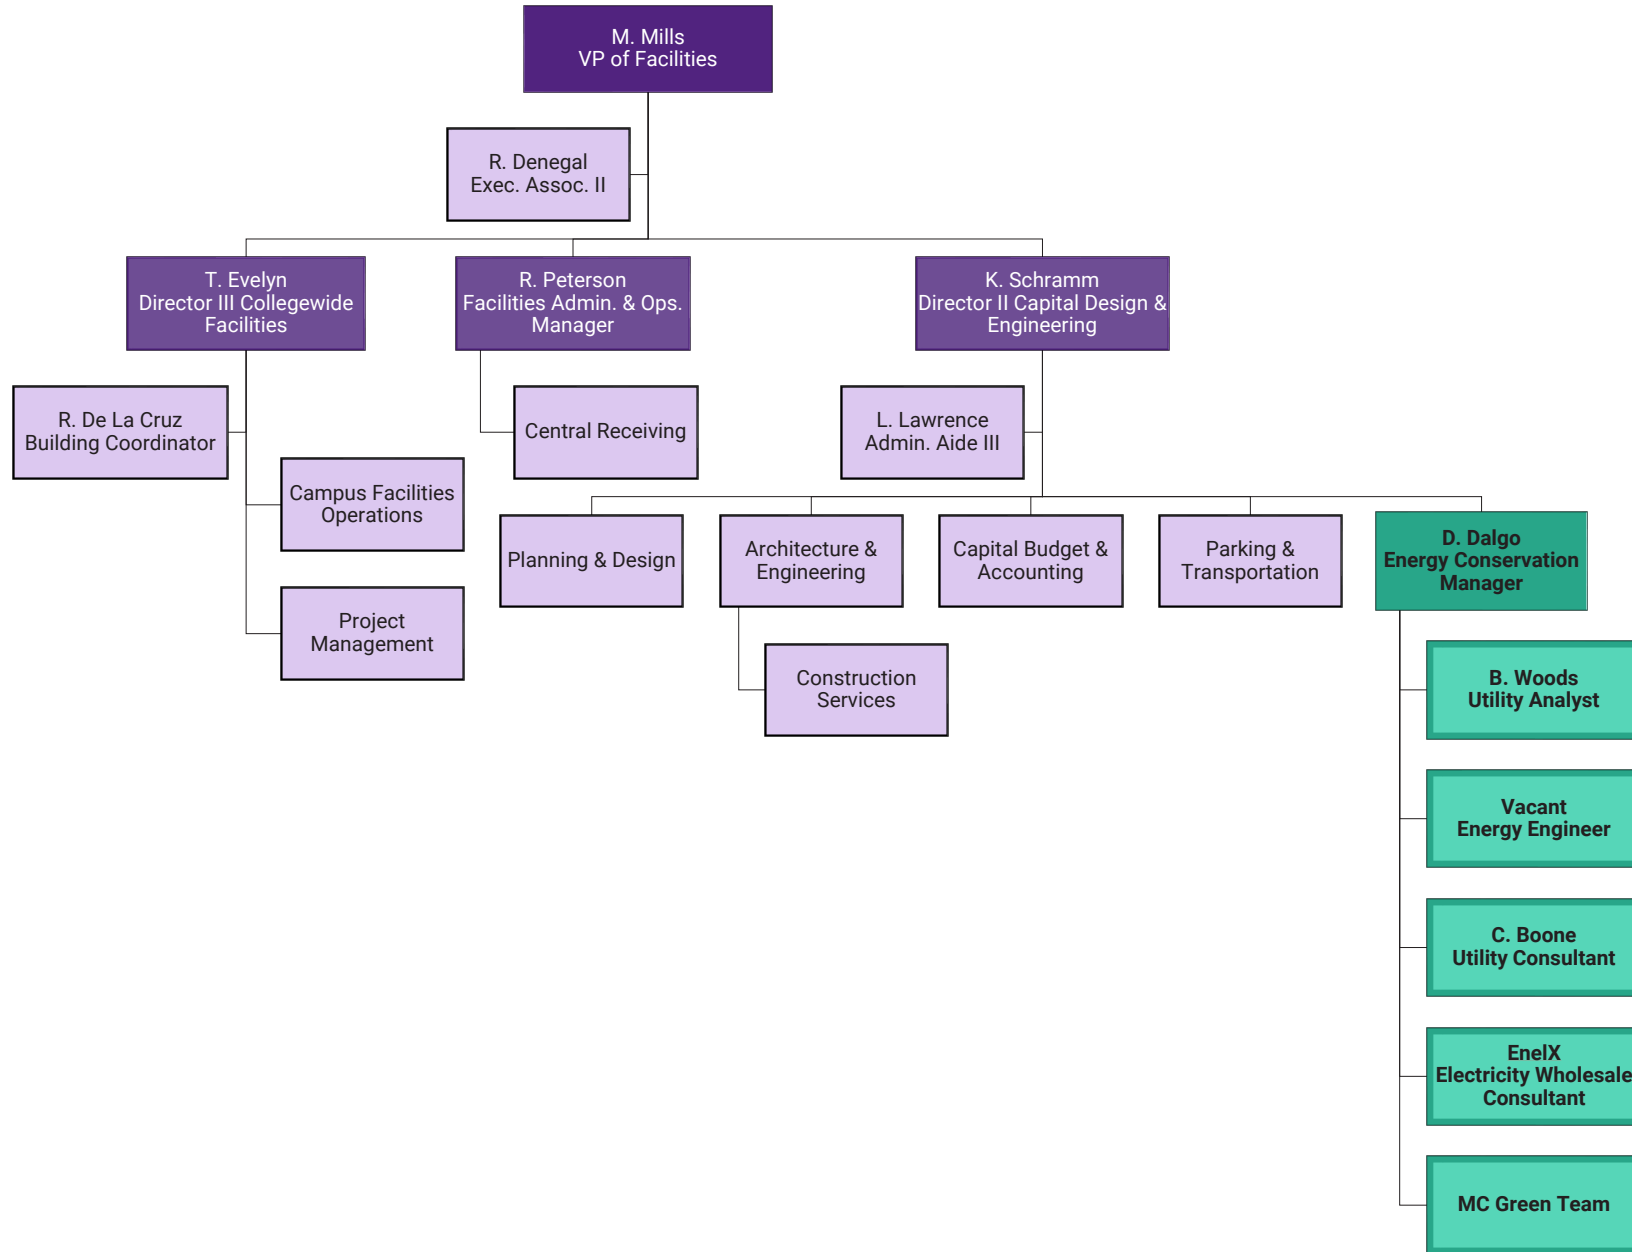 M. Mills
VP of Facilities
R. Denegal
Exec. Assoc. II
T. Evelyn
Director III Collegewide
Facilities
R. Peterson
Facilities Admin. & Ops.
Manager
K. Schramm
Director II Capital Design &
Engineering
R. De La Cruz
Building Coordinator
Central Receiving
L. Lawrence
Admin. Aide III
Campus Facilities
Operations
Project
Management
Planning & Design
Architecture &
Engineering
Capital Budget &
Accounting
Parking &
Transportation
D. Dalgo
Energy Conservation
Manager
Construction
Services
B. Woods
Utility Analyst
Vacant
Energy Engineer
C. Boone
Utility Consultant
EnelX
Electricity Wholesale
Consultant
MC Green Team